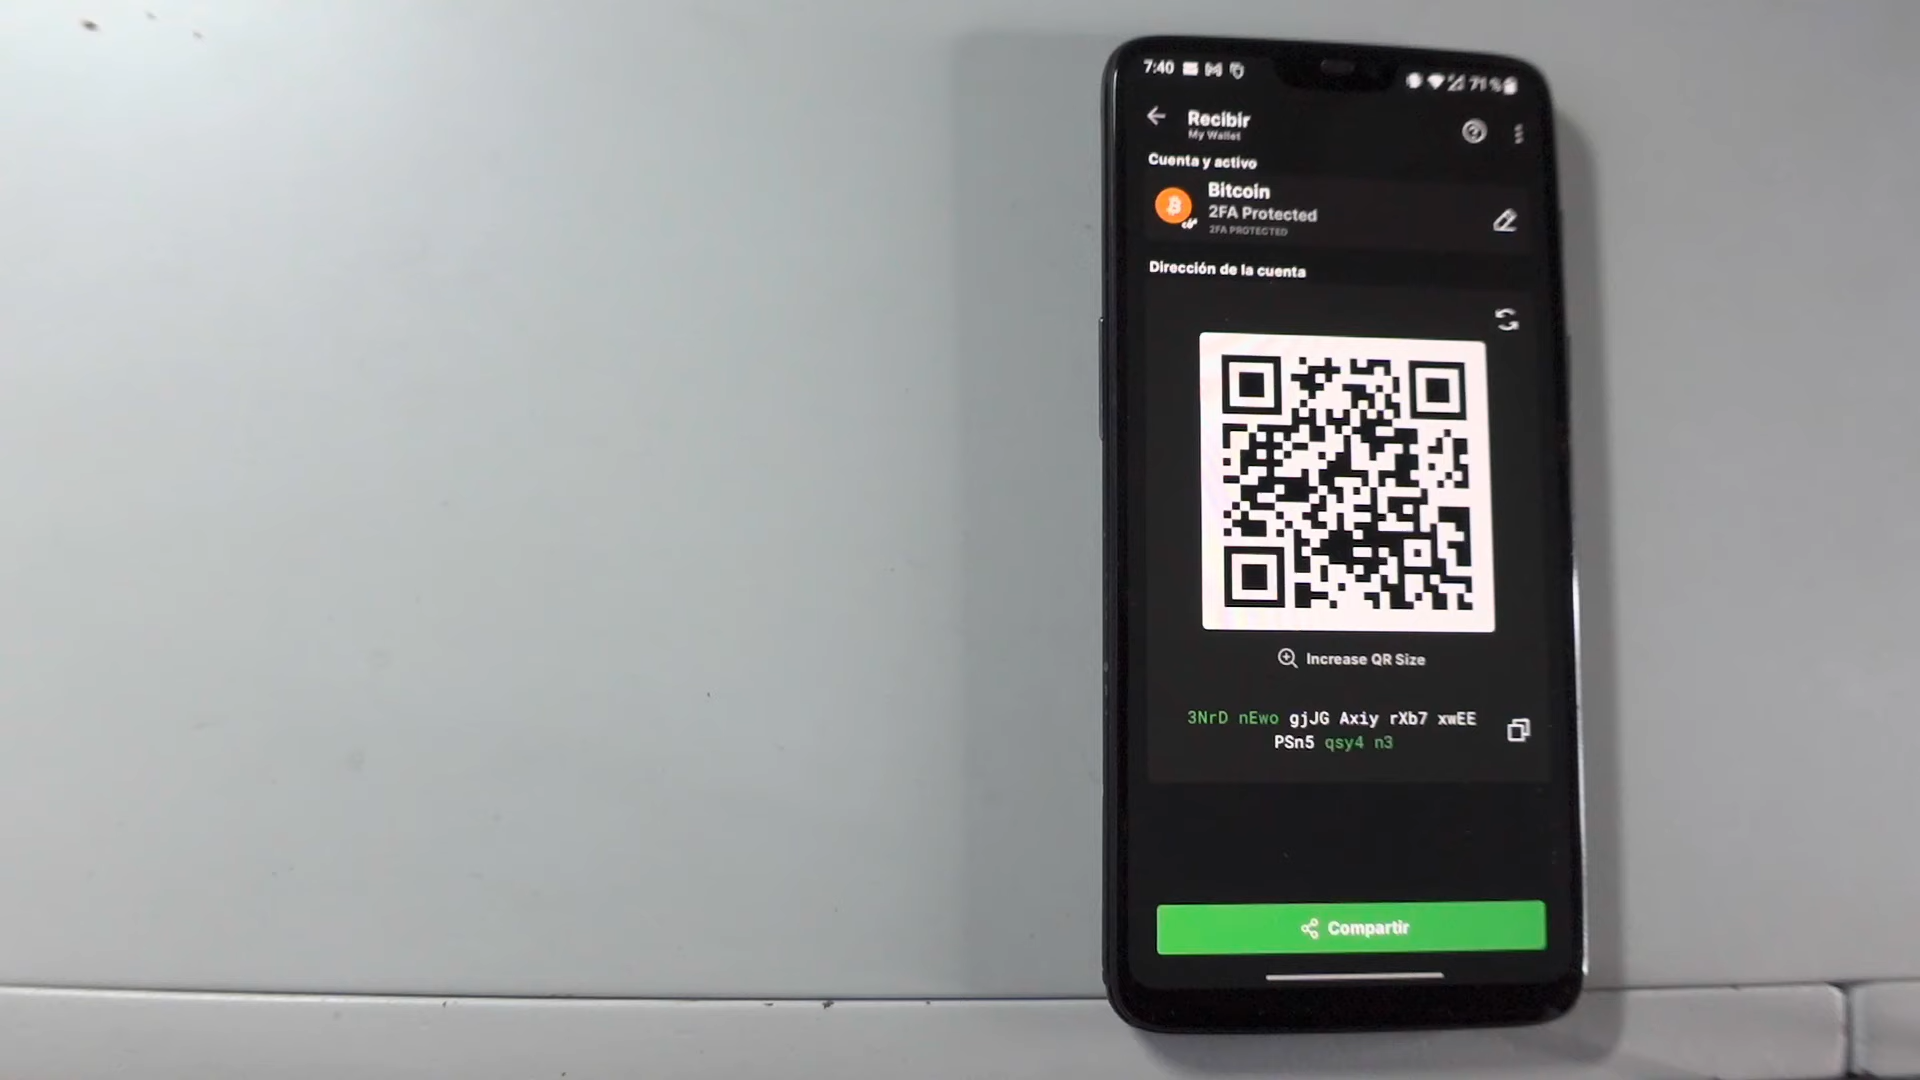 7:40
71 %
Recibir
My Wallet
Cuenta y activo
Bitcoin
2FA Protected
2FA PROTECTED
Dirección de la cuenta
Increase QR Size
3NrD nEwo gjJG Axiy rXb7 xwEE
PSn5 qsy4 n3
Compartir